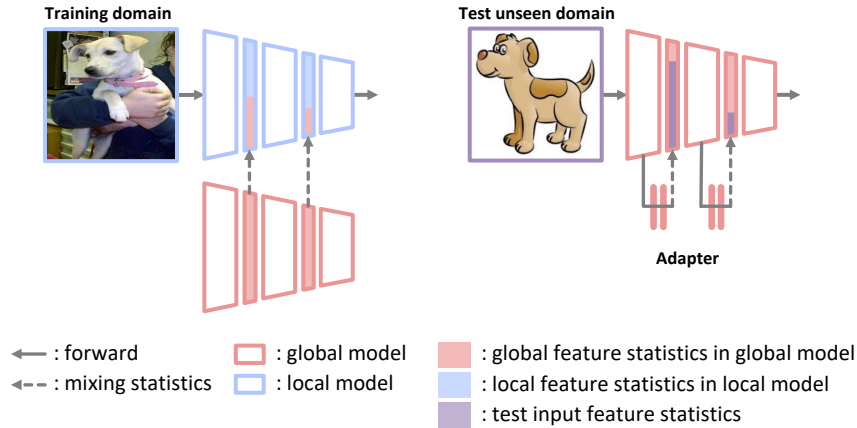 Training domain
Test unseen domain
Adapter
: forward
: mixing statistics
: global model
: local model
: global feature statistics in global model
: local feature statistics in local model
: test input feature statistics